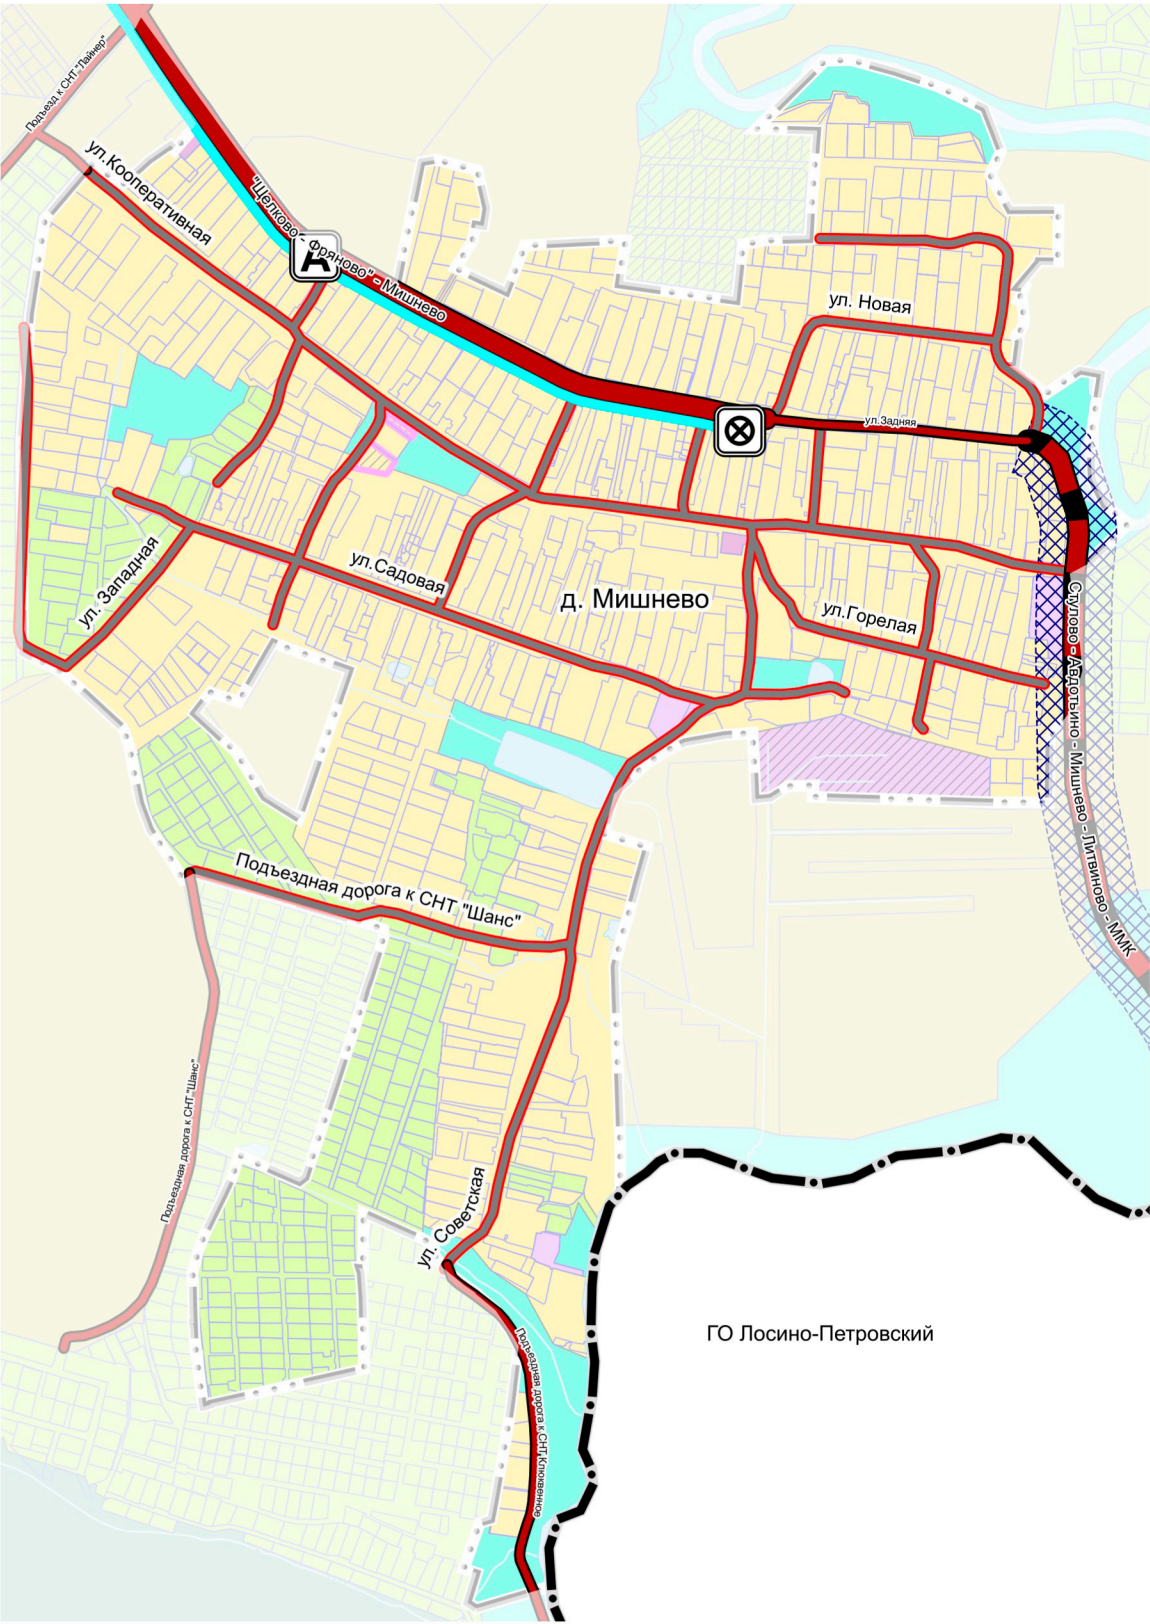 Подъезд к СНТ "Лайнер"
ул.Кооперативная
"Щелково - Фряново" - Мишнево
ул. Новая
ул.Задняя
ул. Западная
ул.Садовая
д. Мишнево
ул.Горелая
Стулово - Авдотьино - Мишнево - Литвиново - ММК
Подъездная дорога к СНТ "Шанс"
Подъездная дорога к СНТ "Шанс"
ул. Советская
ГО Лосино-Петровский
Подъездная дорога к СНТ Клюквенное